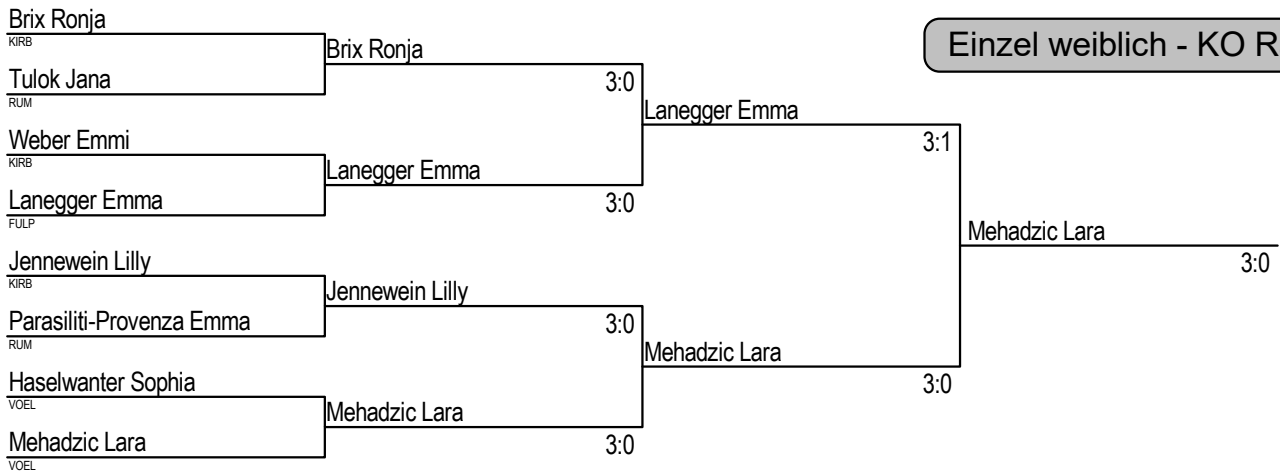 Brix Ronja
KIRB
Brix Ronja
Einzel weiblich - KO R
Tulok Jana
3:0
RUM
Lanegger Emma
Weber Emmi
3:1
KIRB
Lanegger Emma
Lanegger Emma
3:0
FULP
Mehadzic Lara
Jennewein Lilly
3:0
KIRB
Jennewein Lilly
Parasiliti-Provenza Emma
3:0
RUM
Mehadzic Lara
Haselwanter Sophia
3:0
VOEL
Mehadzic Lara
Mehadzic Lara
3:0
VOEL